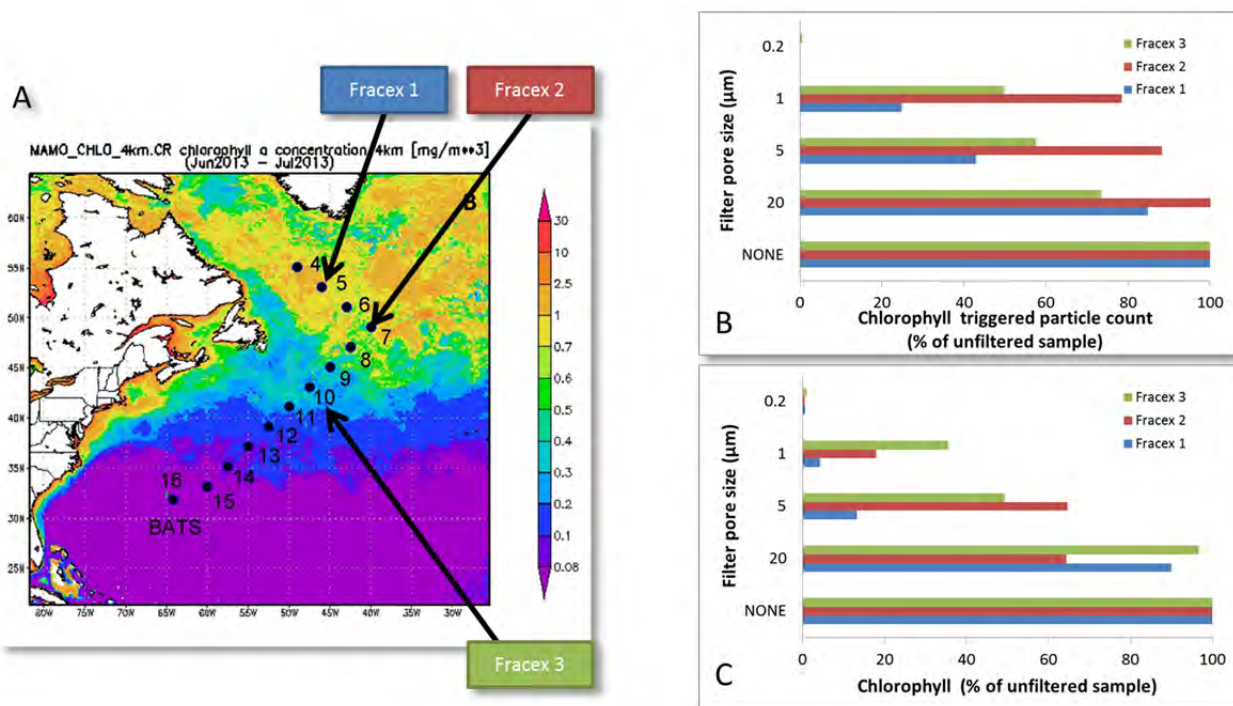 A
Fracex 1
Fracex 2
MAMO_CHLO_4km.CR chlorophyll a concentration 4km [mg/m**3]
(Jun2013 – Jul2013)
60N
55N
50N
45N
40N
35N
30N
25N
80W
75W
70W
65W
60W
55W
50W
45W
40W
35W
30W
B
4
5
6
7
8
9
10
11
12
13
14
15
16
BATS
30
10
2.5
1
0.7
0.6
0.5
0.4
0.3
0.2
0.1
0.08
Fracex 3
Filter pore size (µm)
0.2
1
5
20
NONE
Fracex 3
Fracex 2
Fracex 1
0 20 40 60 80 100
B
Chlorophyll triggered particle count
(% of unfiltered sample)
Filter pore size (µm)
0.2
1
5
20
NONE
Fracex 3
Fracex 2
Fracex 1
0 20 40 60 80 100
C
Chlorophyll (% of unfiltered sample)